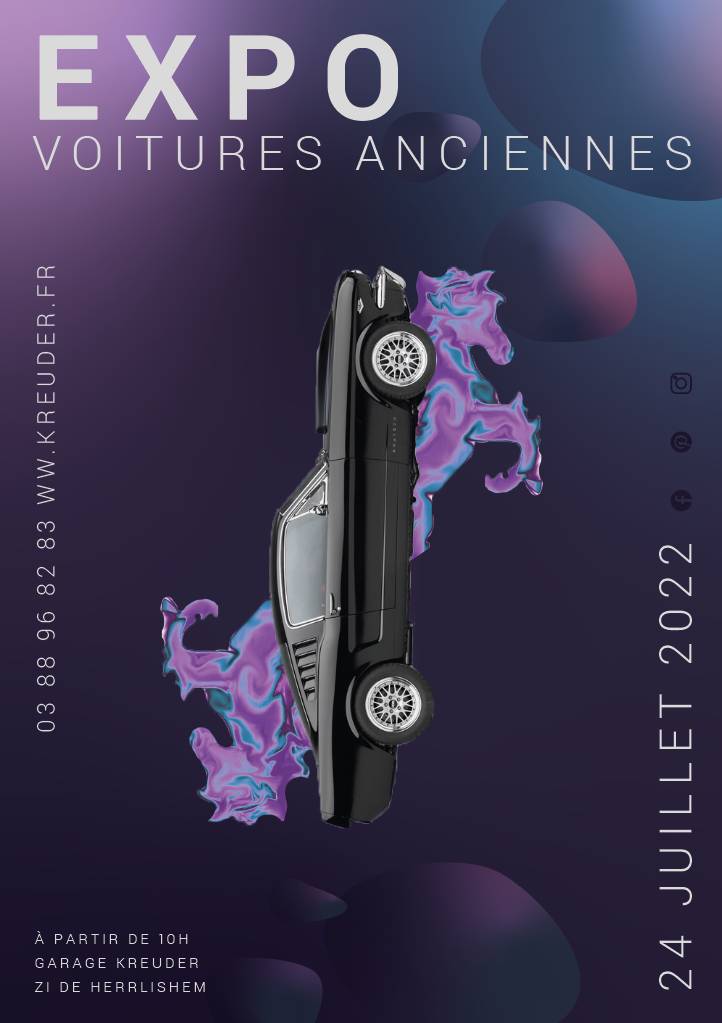 EXPO
VOITURES ANCIENNES
03 88 96 82 83 WW.KREUDER.FR
24 JUILLET 2022
À PARTIR DE 10H
GARAGE KREUDER
ZI DE HERRLISHEM